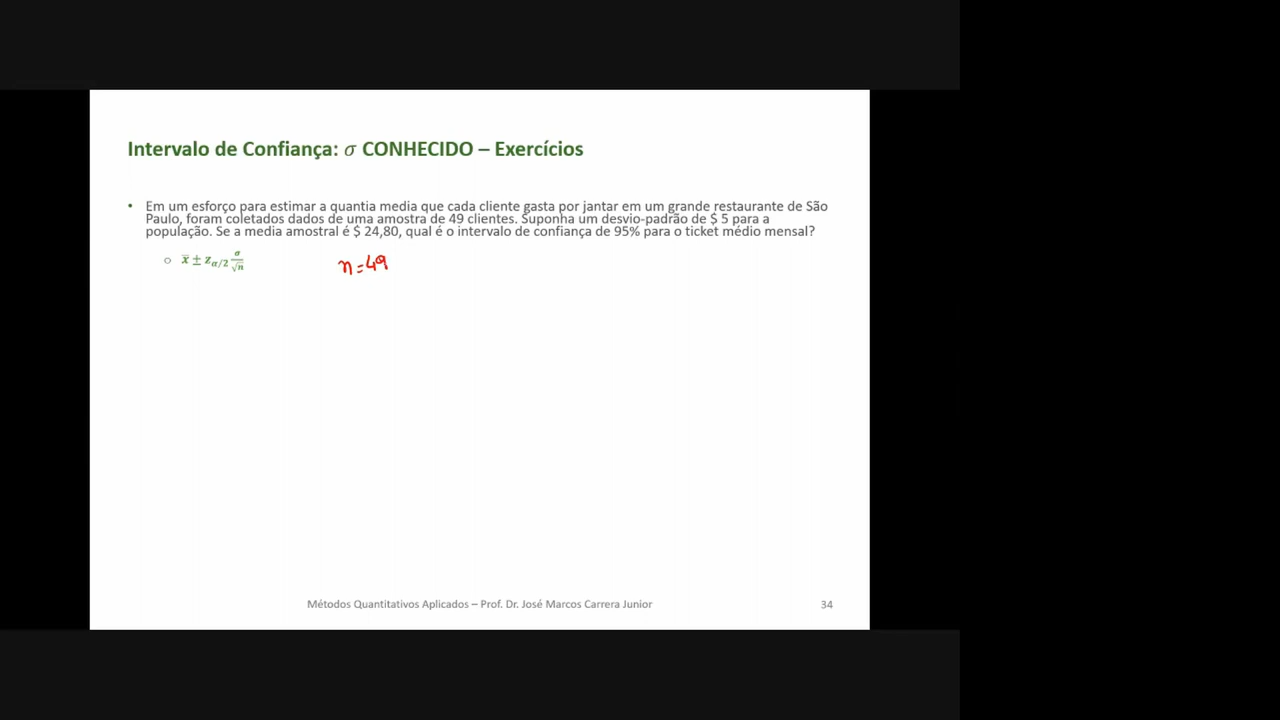 Intervalo de Confiança: σ CONHECIDO – Exercícios
• Em um esforço para estimar a quantia media que cada cliente gasta por jantar em um grande restaurante de São
Paulo, foram coletados dados de uma amostra de 49 clientes. Suponha um desvio-padrão de $ 5 para a
população. Se a media amostral é $ 24,80, qual é o intervalo de confiança de 95% para o ticket médio mensal?
○ x̄ ± z_{α/2} σ/√n
n=49
Métodos Quantitativos Aplicados – Prof. Dr. José Marcos Carrera Junior
34